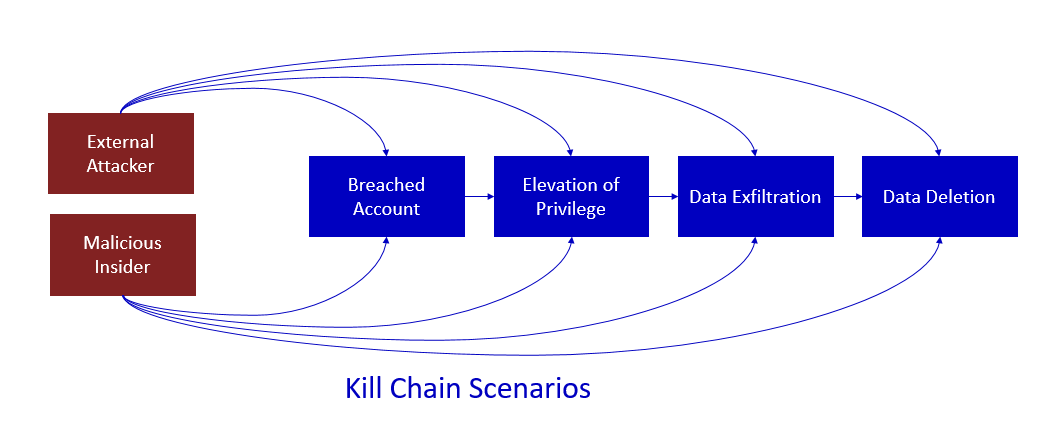 External
Attacker
Malicious
Insider
Breached
Account
Elevation of
Privilege
Data Exfiltration
Data Deletion
Kill Chain Scenarios